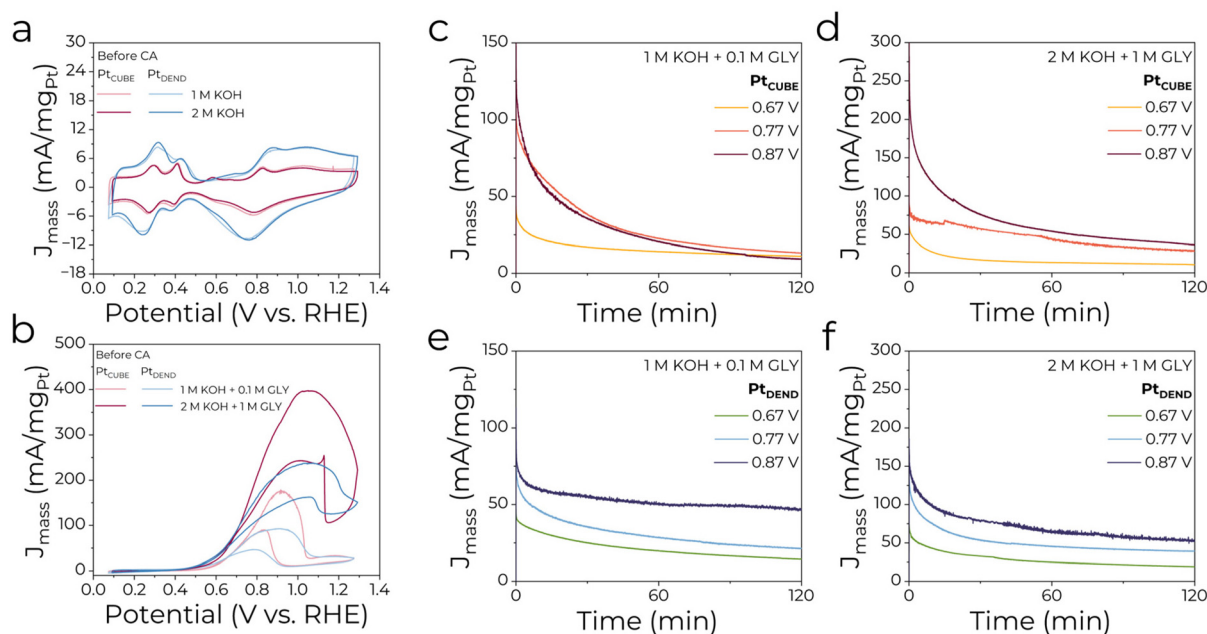 a
J_mass (mA/mg_Pt)
30
24
18
12
6
0
−6
−12
−18
Before CA
Pt_CUBE Pt_DEND
1 M KOH
2 M KOH
0.0 0.2 0.4 0.6 0.8 1.0 1.2 1.4
Potential (V vs. RHE)
b
J_mass (mA/mg_Pt)
500
400
300
200
100
0
Before CA
Pt_CUBE Pt_DEND
1 M KOH + 0.1 M GLY
2 M KOH + 1 M GLY
0.0 0.2 0.4 0.6 0.8 1.0 1.2 1.4
Potential (V vs. RHE)
c
J_mass (mA/mg_Pt)
150
100
50
0
1 M KOH + 0.1 M GLY
Pt_CUBE
0.67 V
0.77 V
0.87 V
0 60 120
Time (min)
d
J_mass (mA/mg_Pt)
300
250
200
150
100
50
0
2 M KOH + 1 M GLY
Pt_CUBE
0.67 V
0.77 V
0.87 V
0 60 120
Time (min)
e
J_mass (mA/mg_Pt)
150
100
50
0
1 M KOH + 0.1 M GLY
Pt_DEND
0.67 V
0.77 V
0.87 V
0 60 120
Time (min)
f
J_mass (mA/mg_Pt)
300
250
200
150
100
50
0
2 M KOH + 1 M GLY
Pt_DEND
0.67 V
0.77 V
0.87 V
0 60 120
Time (min)